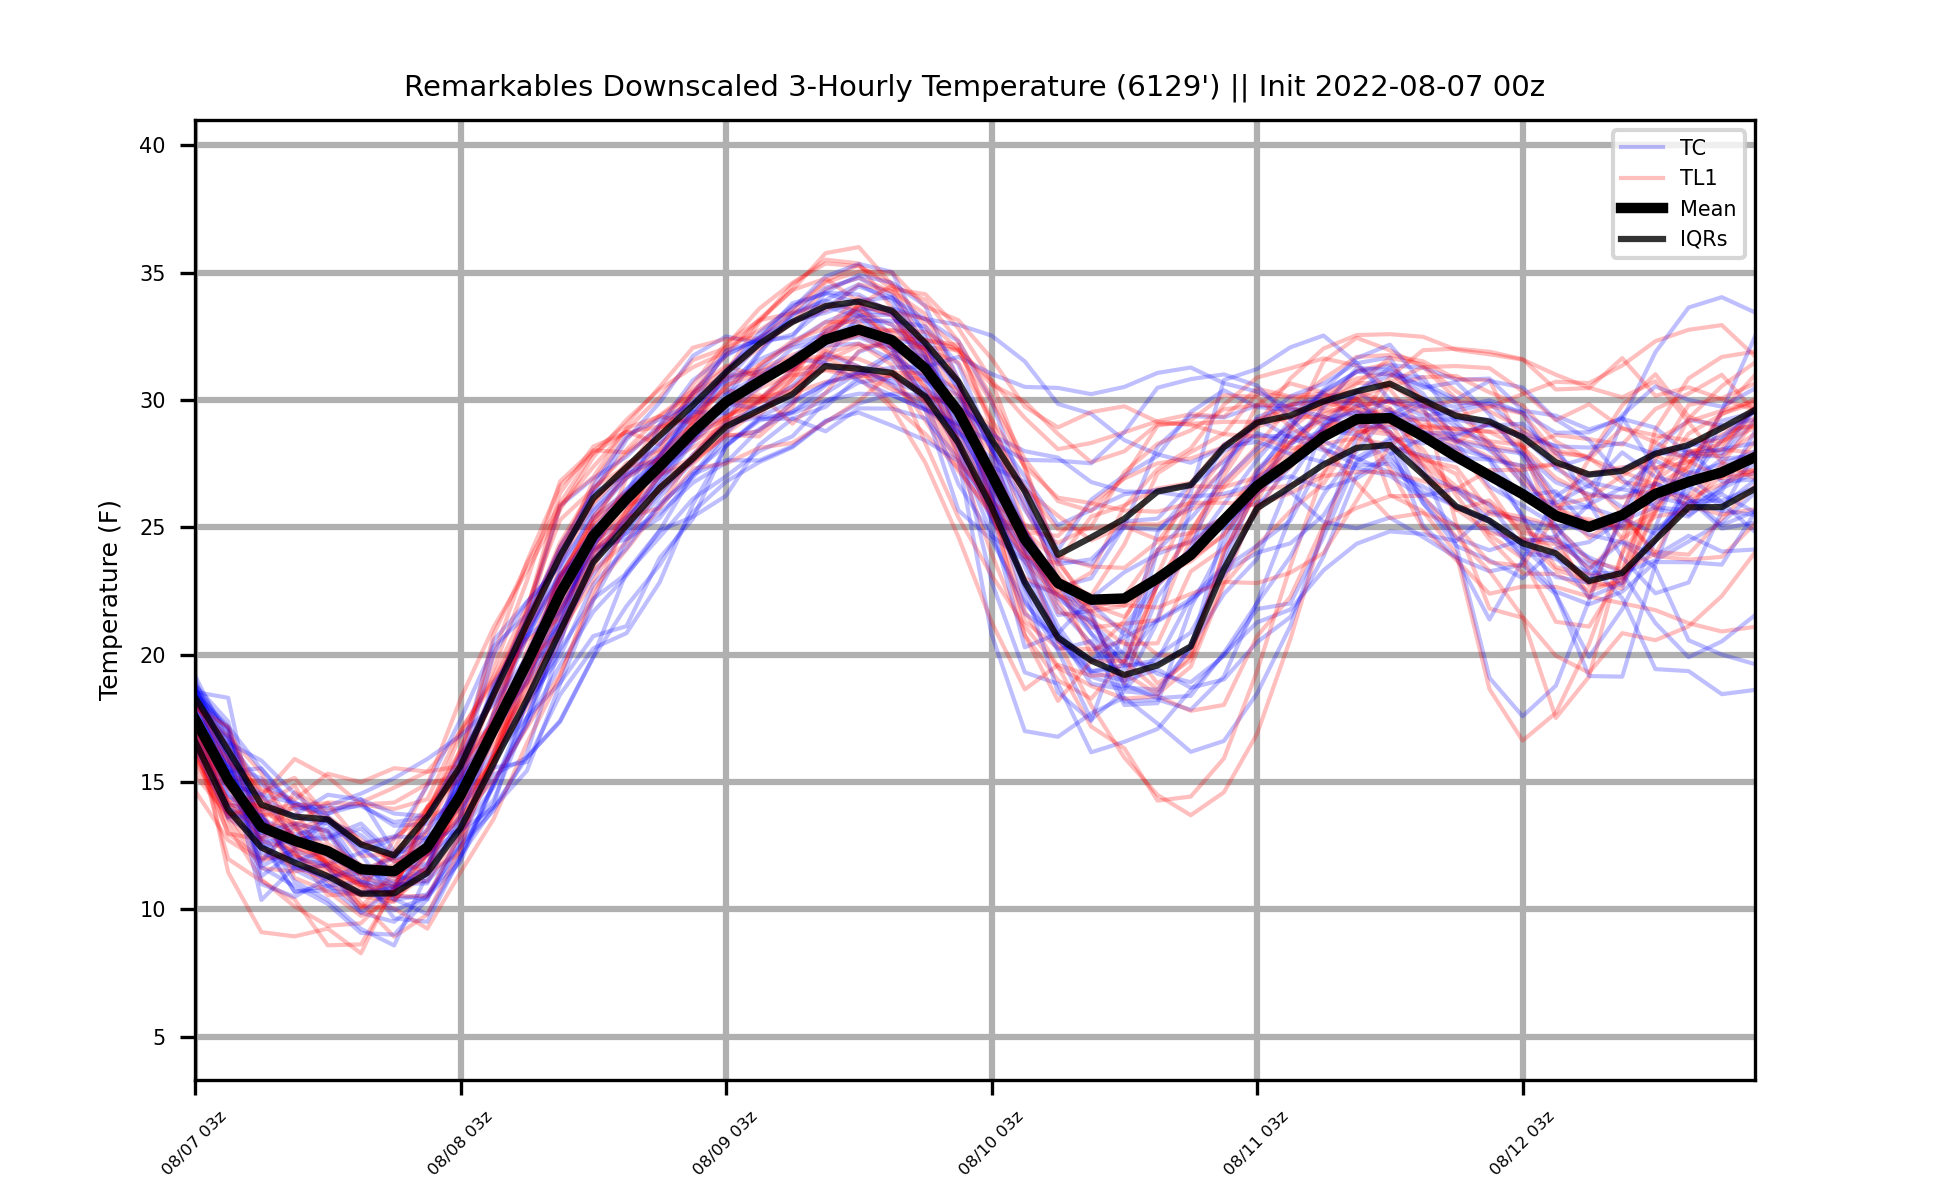 Remarkables Downscaled 3-Hourly Temperature (6129') || Init 2022-08-07 00z
TC
TL1
Mean
IQRs
Temperature (F)
40
35
30
25
20
15
10
5
08/07 03z
08/08 03z
08/09 03z
08/10 03z
08/11 03z
08/12 03z